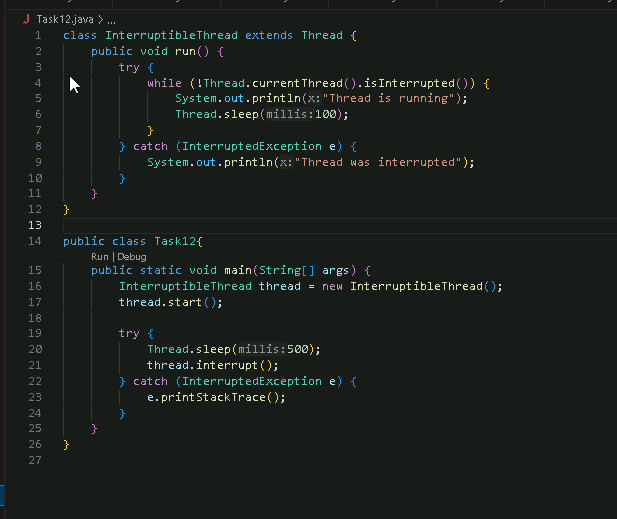 J Task12.java > ...
1 class InterruptibleThread extends Thread {
2 public void run() {
3 try {
4 while (!Thread.currentThread().isInterrupted()) {
5 System.out.println(x:"Thread is running");
6 Thread.sleep(millis:100);
7 }
8 } catch (InterruptedException e) {
9 System.out.println(x:"Thread was interrupted");
10 }
11 }
12 }
13
14 public class Task12{
Run | Debug
15 public static void main(String[] args) {
16 InterruptibleThread thread = new InterruptibleThread();
17 thread.start();
18
19 try {
20 Thread.sleep(millis:500);
21 thread.interrupt();
22 } catch (InterruptedException e) {
23 e.printStackTrace();
24 }
25 }
26 }
27